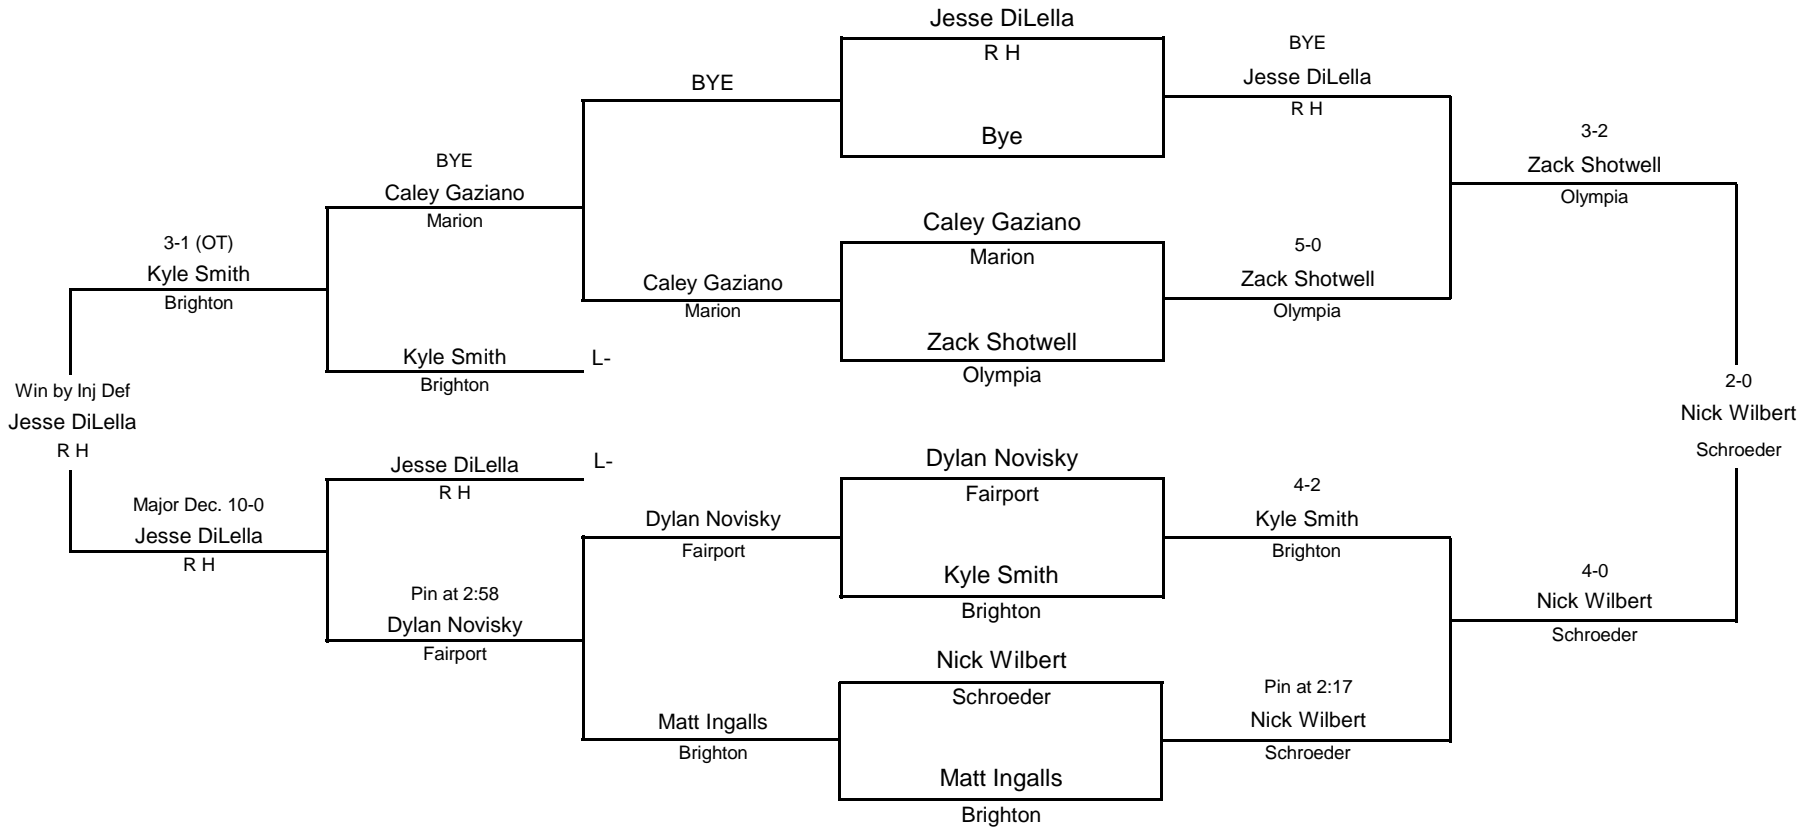 Jesse DiLella
R H
BYE
Jesse DiLella
R H
BYE
Bye
3-2
Zack Shotwell
Olympia
BYE
Caley Gaziano
Marion
Caley Gaziano
Marion
3-1 (OT)
Kyle Smith
Brighton
5-0
Zack Shotwell
Olympia
Caley Gaziano
Marion
Zack Shotwell
Olympia
Kyle Smith
Brighton
L-
Win by Inj Def
Jesse DiLella
R H
2-0
Nick Wilbert
Schroeder
Jesse DiLella
R H
L-
Dylan Novisky
Fairport
4-2
Kyle Smith
Brighton
Major Dec. 10-0
Jesse DiLella
R H
Dylan Novisky
Fairport
Kyle Smith
Brighton
4-0
Nick Wilbert
Schroeder
Pin at 2:58
Dylan Novisky
Fairport
Nick Wilbert
Schroeder
Pin at 2:17
Nick Wilbert
Schroeder
Matt Ingalls
Brighton
Matt Ingalls
Brighton